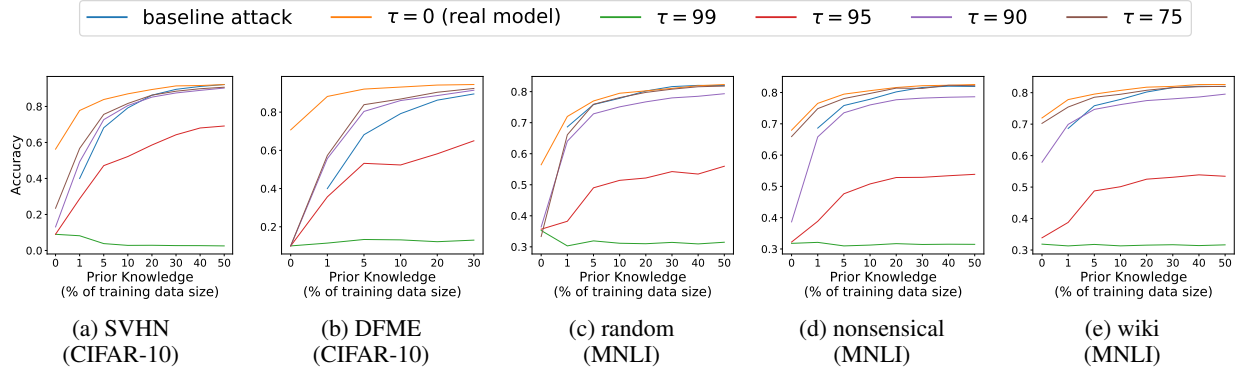 baseline attack τ = 0 (real model) τ = 99 τ = 95 τ = 90 τ = 75
Accuracy
0.8
0.6
0.4
0.2
0.0
0 1 5 10 20 30 40 50
Prior Knowledge
(% of training data size)
(a) SVHN
(CIFAR-10)
0.8
0.6
0.4
0.2
0 1 5 10 20 30
Prior Knowledge
(% of training data size)
(b) DFME
(CIFAR-10)
0.8
0.7
0.6
0.5
0.4
0.3
0 1 5 10 20 30 40 50
Prior Knowledge
(% of training data size)
(c) random
(MNLI)
0.8
0.7
0.6
0.5
0.4
0.3
0 1 5 10 20 30 40 50
Prior Knowledge
(% of training data size)
(d) nonsensical
(MNLI)
0.8
0.7
0.6
0.5
0.4
0.3
0 1 5 10 20 30 40 50
Prior Knowledge
(% of training data size)
(e) wiki
(MNLI)